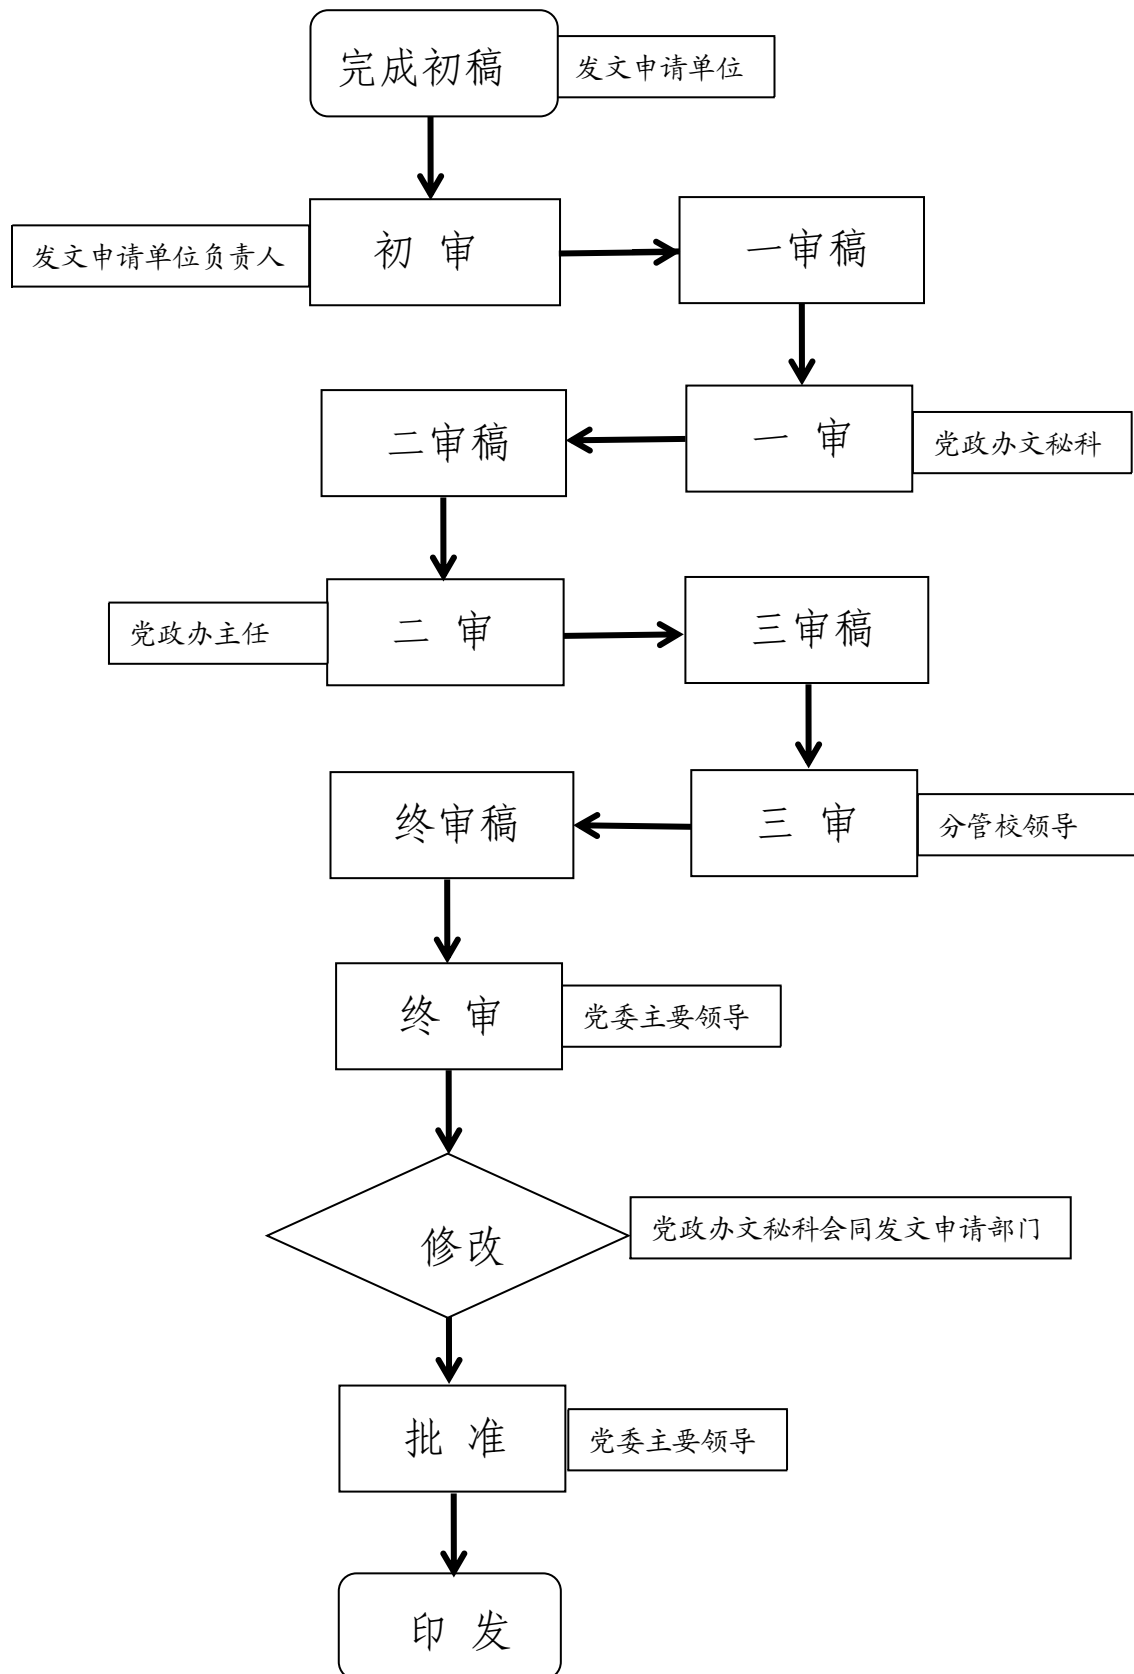 完成初稿
发文申请单位
发文申请单位负责人
初 审
一审稿
二审稿
一 审
党政办文秘科
党政办主任
二 审
三审稿
终审稿
三 审
分管校领导
终 审
党委主要领导
修改
党政办文秘科会同发文申请部门
批 准
党委主要领导
印 发